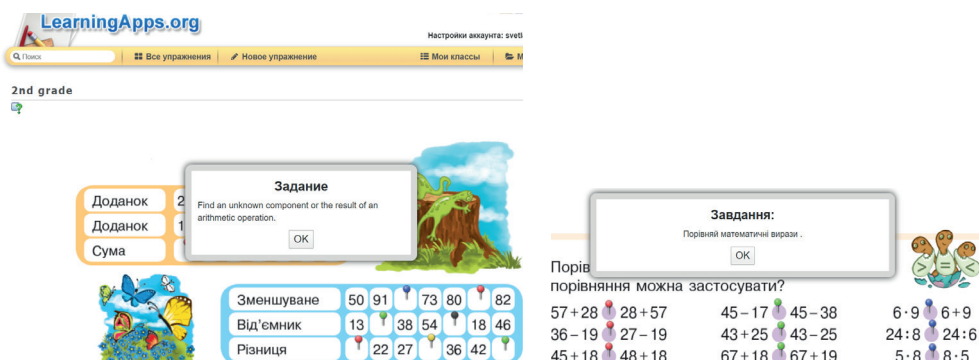 LearningApps.org
Настройки аккаунта:
Поиск
Все упражнения
Новое упражнение
Мои классы
2nd grade
Задание
Find an unknown component or the result of an
arithmetic operation.
OK
Доданок 2
Доданок 1
Сума
Зменшуване 50 91 73 80 82
Від'ємник 13 38 54 18 46
Різниця 22 27 36 42
Завдання:
Порівняй математичні вирази .
OK
Порів
порівняння можна застосувати?
> = <
57 + 28 28 + 57 45 – 17 45 – 38 6 · 9 6 + 9
36 – 19 27 – 19 43 + 25 43 – 25 24 : 8 24 : 6
45 + 18 48 + 18 67 + 18 67 + 19 5 : 8 8 · 5